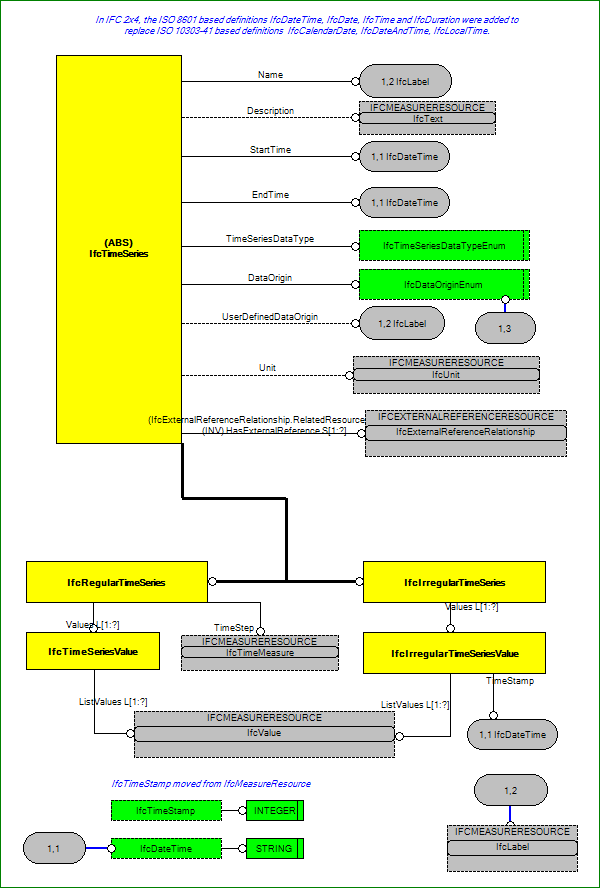 In IFC 2x4, the ISO 8601 based definitions IfcDateTime, IfcDate, IfcTime and IfcDuration were added to
replace ISO 10303-41 based definitions IfcCalendarDate, IfcDateAndTime, IfcLocalTime.
(ABS)
IfcTimeSeries
Name
1,2 IfcLabel
Description
IFCMEASURERESOURCE
IfcText
StartTime
1,1 IfcDateTime
EndTime
1,1 IfcDateTime
TimeSeriesDataType
IfcTimeSeriesDataTypeEnum
DataOrigin
IfcDataOriginEnum
UserDefinedDataOrigin
1,2 IfcLabel
1,3
Unit
IFCMEASURERESOURCE
IfcUnit
(IfcExternalReferenceRelationship.RelatedResource
(INV) HasExternalReference S[1:?]
IFCEXTERNALREFERENCERESOURCE
IfcExternalReferenceRelationship
IfcRegularTimeSeries
IfcIrregularTimeSeries
Values L[1:?]
TimeStep
Values L[1:?]
IfcTimeSeriesValue
IFCMEASURERESOURCE
IfcTimeMeasure
IfcIrregularTimeSeriesValue
TimeStamp
ListValues L[1:?]
ListValues L[1:?]
IFCMEASURERESOURCE
IfcValue
1,1 IfcDateTime
IfcTimeStamp moved from IfcMeasureResource
IfcTimeStamp
INTEGER
1,2
1,1
IfcDateTime
STRING
IFCMEASURERESOURCE
IfcLabel